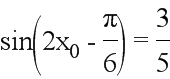 sin(2x₀ - π/6) = 3/5